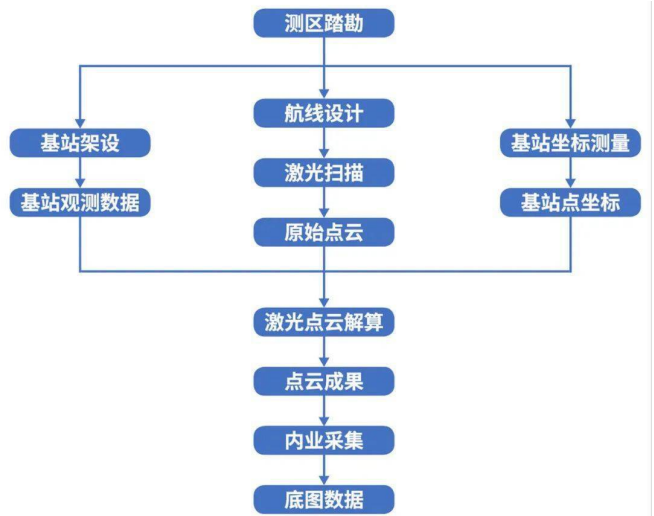 测区踏勘
航线设计
基站架设
基站坐标测量
激光扫描
基站观测数据
基站点坐标
原始点云
激光点云解算
点云成果
内业采集
底图数据